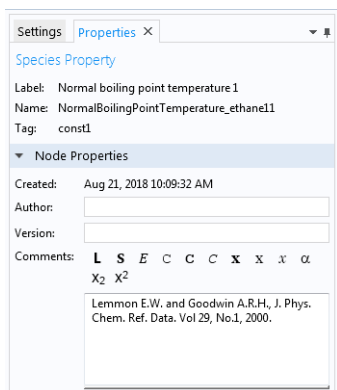 Settings Properties ×
Species Property
Label: Normal boiling point temperature 1
Name: NormalBoilingPointTemperature_ethane11
Tag: const1
Node Properties
Created: Aug 21, 2018 10:09:32 AM
Author:
Version:
Comments: L S E C C C x x x α
x₂ x²
Lemmon E.W. and Goodwin A.R.H., J. Phys.
Chem. Ref. Data. Vol 29, No.1, 2000.